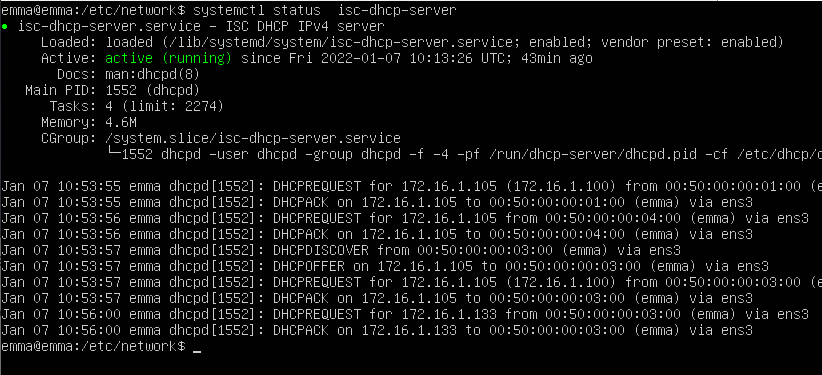 emma@emma:/etc/network$ systemctl status  isc-dhcp-server
● isc-dhcp-server.service - ISC DHCP IPv4 server
     Loaded: loaded (/lib/systemd/system/isc-dhcp-server.service; enabled; vendor preset: enabled)
     Active: active (running) since Fri 2022-01-07 10:13:26 UTC; 43min ago
       Docs: man:dhcpd(8)
   Main PID: 1552 (dhcpd)
      Tasks: 4 (limit: 2274)
     Memory: 4.6M
     CGroup: /system.slice/isc-dhcp-server.service
             └─1552 dhcpd -user dhcpd -group dhcpd -f -4 -pf /run/dhcp-server/dhcpd.pid -cf /etc/dhcp/d
Jan 07 10:53:55 emma dhcpd[1552]: DHCPREQUEST for 172.16.1.105 (172.16.1.100) from 00:50:00:00:01:00 (e
Jan 07 10:53:55 emma dhcpd[1552]: DHCPACK on 172.16.1.105 to 00:50:00:00:01:00 (emma) via ens3
Jan 07 10:53:56 emma dhcpd[1552]: DHCPREQUEST for 172.16.1.105 from 00:50:00:00:04:00 (emma) via ens3
Jan 07 10:53:56 emma dhcpd[1552]: DHCPACK on 172.16.1.105 to 00:50:00:00:04:00 (emma) via ens3
Jan 07 10:53:57 emma dhcpd[1552]: DHCPDISCOVER from 00:50:00:00:03:00 (emma) via ens3
Jan 07 10:53:57 emma dhcpd[1552]: DHCPOFFER on 172.16.1.105 to 00:50:00:00:03:00 (emma) via ens3
Jan 07 10:53:57 emma dhcpd[1552]: DHCPREQUEST for 172.16.1.105 (172.16.1.100) from 00:50:00:00:03:00 (e
Jan 07 10:53:57 emma dhcpd[1552]: DHCPACK on 172.16.1.105 to 00:50:00:00:03:00 (emma) via ens3
Jan 07 10:56:00 emma dhcpd[1552]: DHCPREQUEST for 172.16.1.133 from 00:50:00:00:03:00 (emma) via ens3
Jan 07 10:56:00 emma dhcpd[1552]: DHCPACK on 172.16.1.133 to 00:50:00:00:03:00 (emma) via ens3
emma@emma:/etc/network$ _